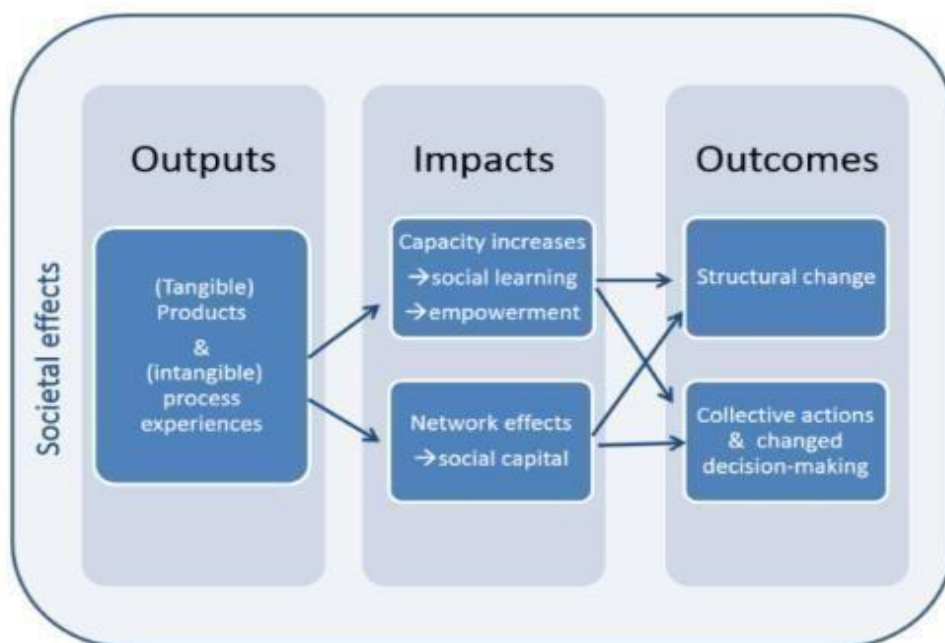 Societal effects
Outputs
(Tangible)
Products
&
(intangible)
process
experiences
Impacts
Capacity increases
→social learning
→empowerment
Network effects
→social capital
Outcomes
Structural change
Collective actions
& changed
decision-making